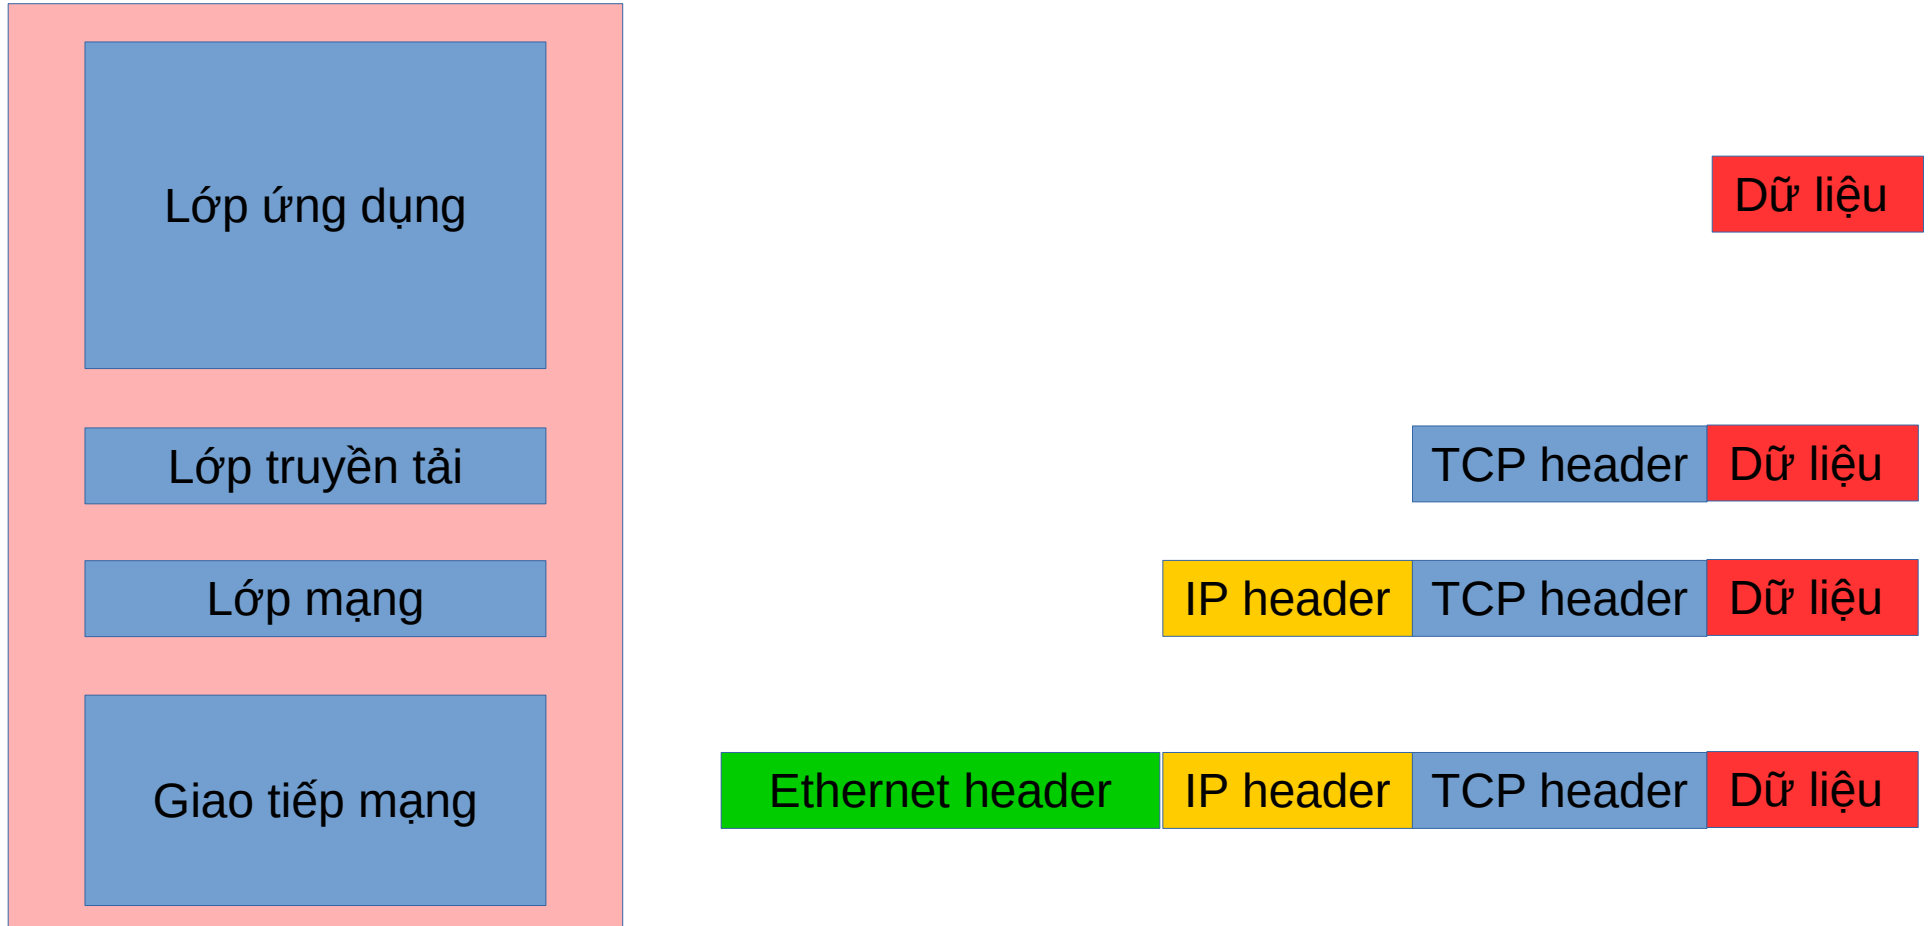 Lớp ứng dụng
Dữ liệu
Lớp truyền tải
TCP header Dữ liệu
Lớp mạng
IP header TCP header Dữ liệu
Giao tiếp mạng
Ethernet header IP header TCP header Dữ liệu